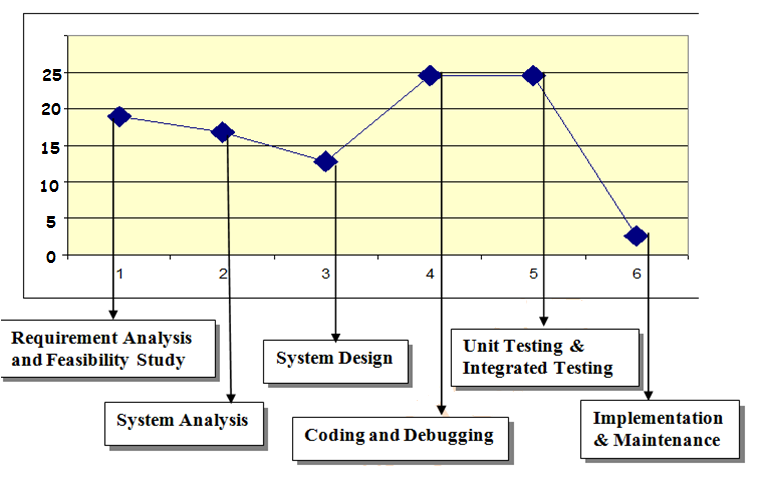 25
20
15
10
5
0
1 2 3 4 5 6
Requirement Analysis
and Feasibility Study
System Analysis
System Design
Coding and Debugging
Unit Testing &
Integrated Testing
Implementation
& Maintenance